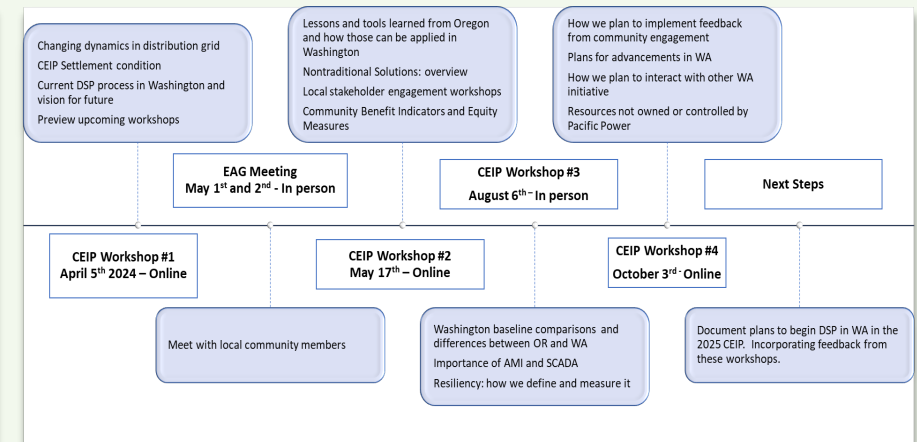 Changing dynamics in distribution grid
CEIP Settlement condition
Current DSP process in Washington and
vision for future
Preview upcoming workshops
Lessons and tools learned from Oregon
and how those can be applied in
Washington
Nontraditional Solutions: overview
Local stakeholder engagement workshops
Community Benefit Indicators and Equity
Measures
How we plan to implement feedback
from community engagement
Plans for advancements in WA
How we plan to interact with other WA
initiative
Resources not owned or controlled by
Pacific Power
EAG Meeting
May 1st and 2nd - In person
CEIP Workshop #3
August 6th – In person
Next Steps
CEIP Workshop #1
April 5th 2024 – Online
CEIP Workshop #2
May 17th – Online
CEIP Workshop #4
October 3rd - Online
Meet with local community members
Washington baseline comparisons and
differences between OR and WA
Importance of AMI and SCADA
Resiliency: how we define and measure it
Document plans to begin DSP in WA in the
2025 CEIP. Incorporating feedback from
these workshops.